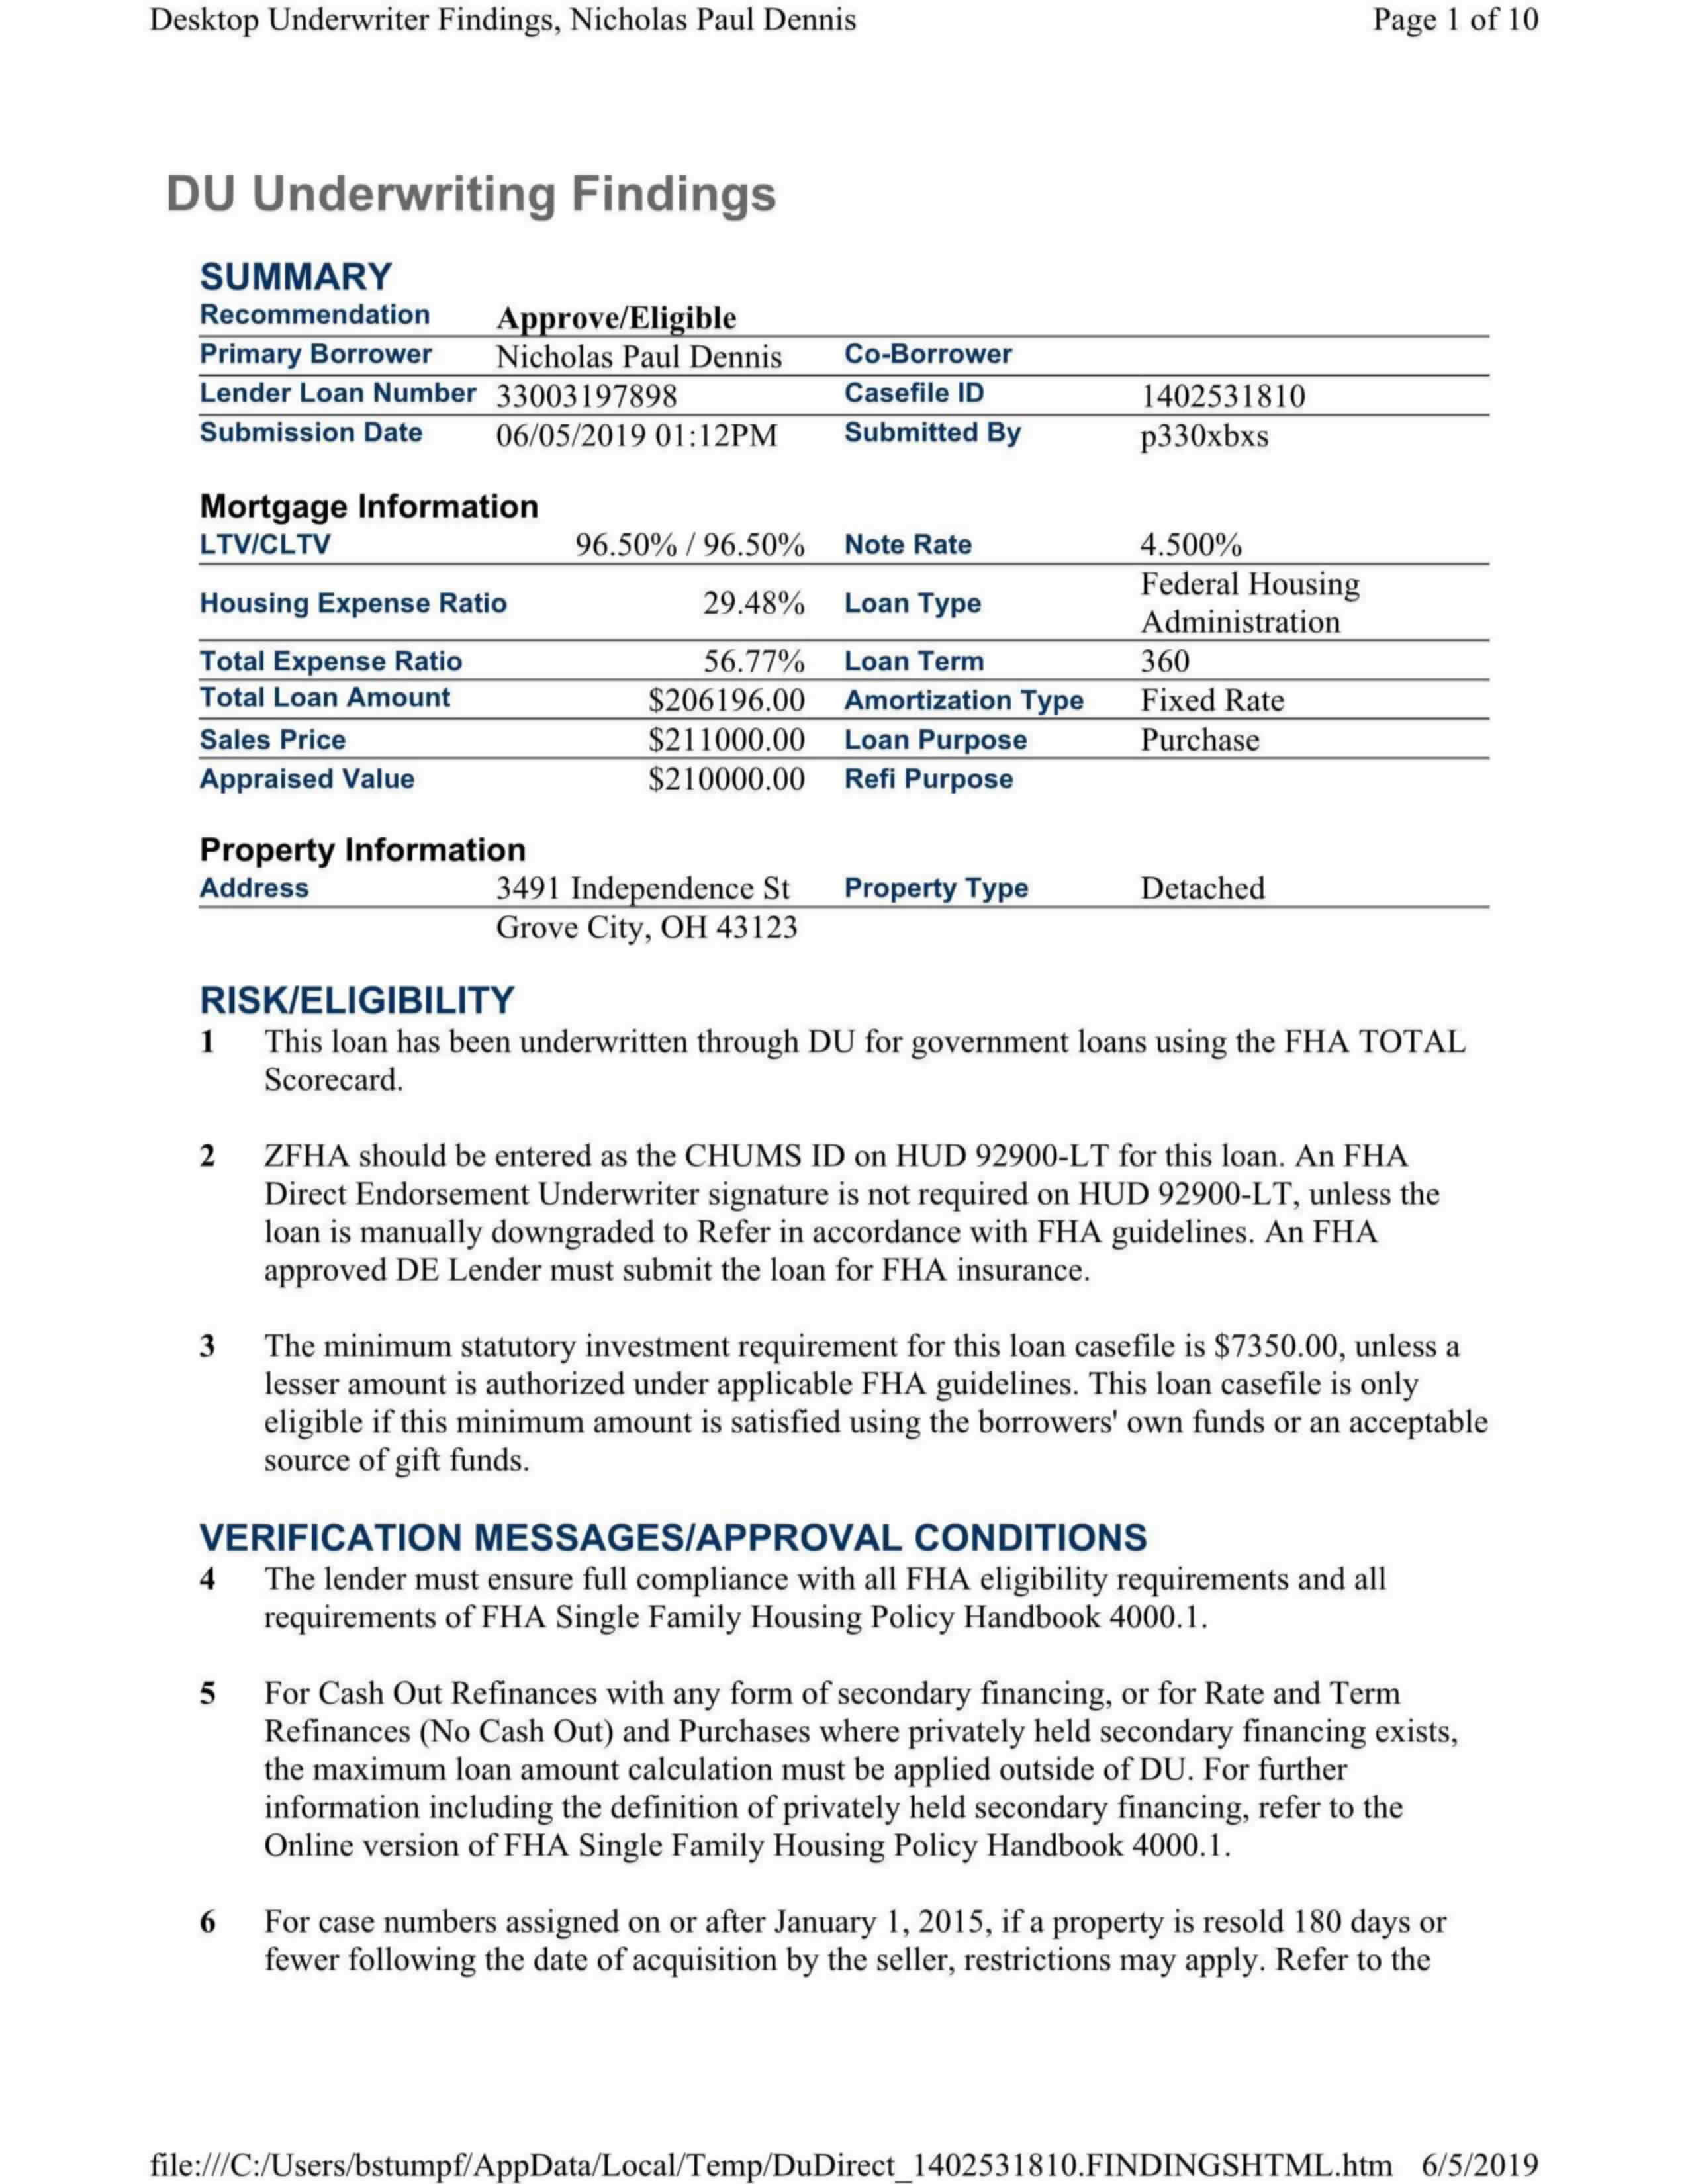 Desktop Underwriter Findings, Nicholas Paul Dennis Page 1 of 10
DU Underwriting Findings
SUMMARY
Recommendation Approve/Eligible
Primary Borrower Nicholas Paul Dennis Co-Borrower
Lender Loan Number 33003197898 Casefile ID 1402531810
Submission Date 06/05/2019 01:12PM Submitted By p330xbxs
Mortgage Information
LTV/CLTV 96.50% / 96.50% Note Rate 4.500%
Housing Expense Ratio 29.48% Loan Type Federal Housing
Administration
Total Expense Ratio 56.77% Loan Term 360
Total Loan Amount $206196.00 Amortization Type Fixed Rate
Sales Price $211000.00 Loan Purpose Purchase
Appraised Value $210000.00 Refi Purpose
Property Information
Address 3491 Independence St Property Type Detached
Grove City, OH 43123
RISK/ELIGIBILITY
1 This loan has been underwritten through DU for government loans using the FHA TOTAL
Scorecard.
2 ZFHA should be entered as the CHUMS ID on HUD 92900-LT for this loan. An FHA
Direct Endorsement Underwriter signature is not required on HUD 92900-LT, unless the
loan is manually downgraded to Refer in accordance with FHA guidelines. An FHA
approved DE Lender must submit the loan for FHA insurance.
3 The minimum statutory investment requirement for this loan casefile is $7350.00, unless a
lesser amount is authorized under applicable FHA guidelines. This loan casefile is only
eligible if this minimum amount is satisfied using the borrowers' own funds or an acceptable
source of gift funds.
VERIFICATION MESSAGES/APPROVAL CONDITIONS
4 The lender must ensure full compliance with all FHA eligibility requirements and all
requirements of FHA Single Family Housing Policy Handbook 4000.1.
5 For Cash Out Refinances with any form of secondary financing, or for Rate and Term
Refinances (No Cash Out) and Purchases where privately held secondary financing exists,
the maximum loan amount calculation must be applied outside of DU. For further
information including the definition of privately held secondary financing, refer to the
Online version of FHA Single Family Housing Policy Handbook 4000.1.
6 For case numbers assigned on or after January 1, 2015, if a property is resold 180 days or
fewer following the date of acquisition by the seller, restrictions may apply. Refer to the
file:///C:/Users/bstumpf/AppData/Local/Temp/DuDirect_1402531810.FINDINGSHTML.htm 6/5/2019